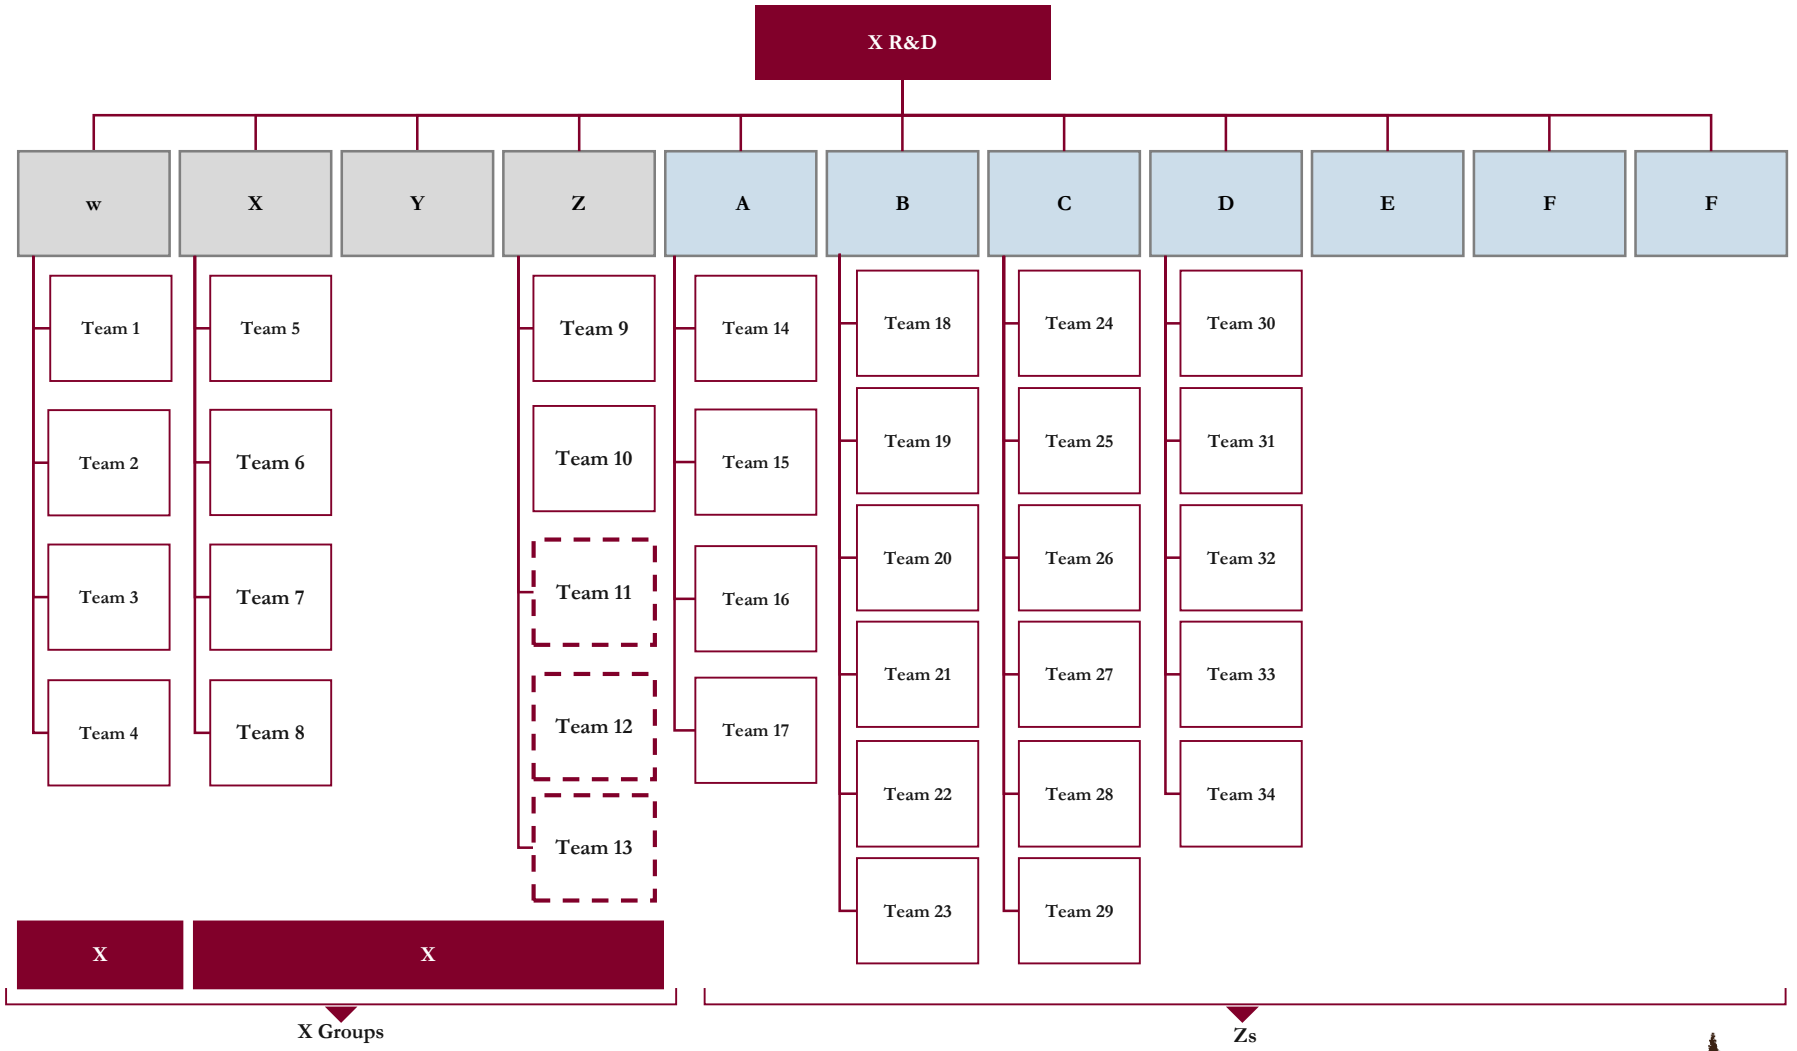 X R&D
w
X
Y
Z
A
B
C
D
E
F
F
Team 1
Team 2
Team 3
Team 4
Team 5
Team 6
Team 7
Team 8
Team 9
Team 10
Team 11
Team 12
Team 13
Team 14
Team 15
Team 16
Team 17
Team 18
Team 19
Team 20
Team 21
Team 22
Team 23
Team 24
Team 25
Team 26
Team 27
Team 28
Team 29
Team 30
Team 31
Team 32
Team 33
Team 34
X
X
X Groups
Zs